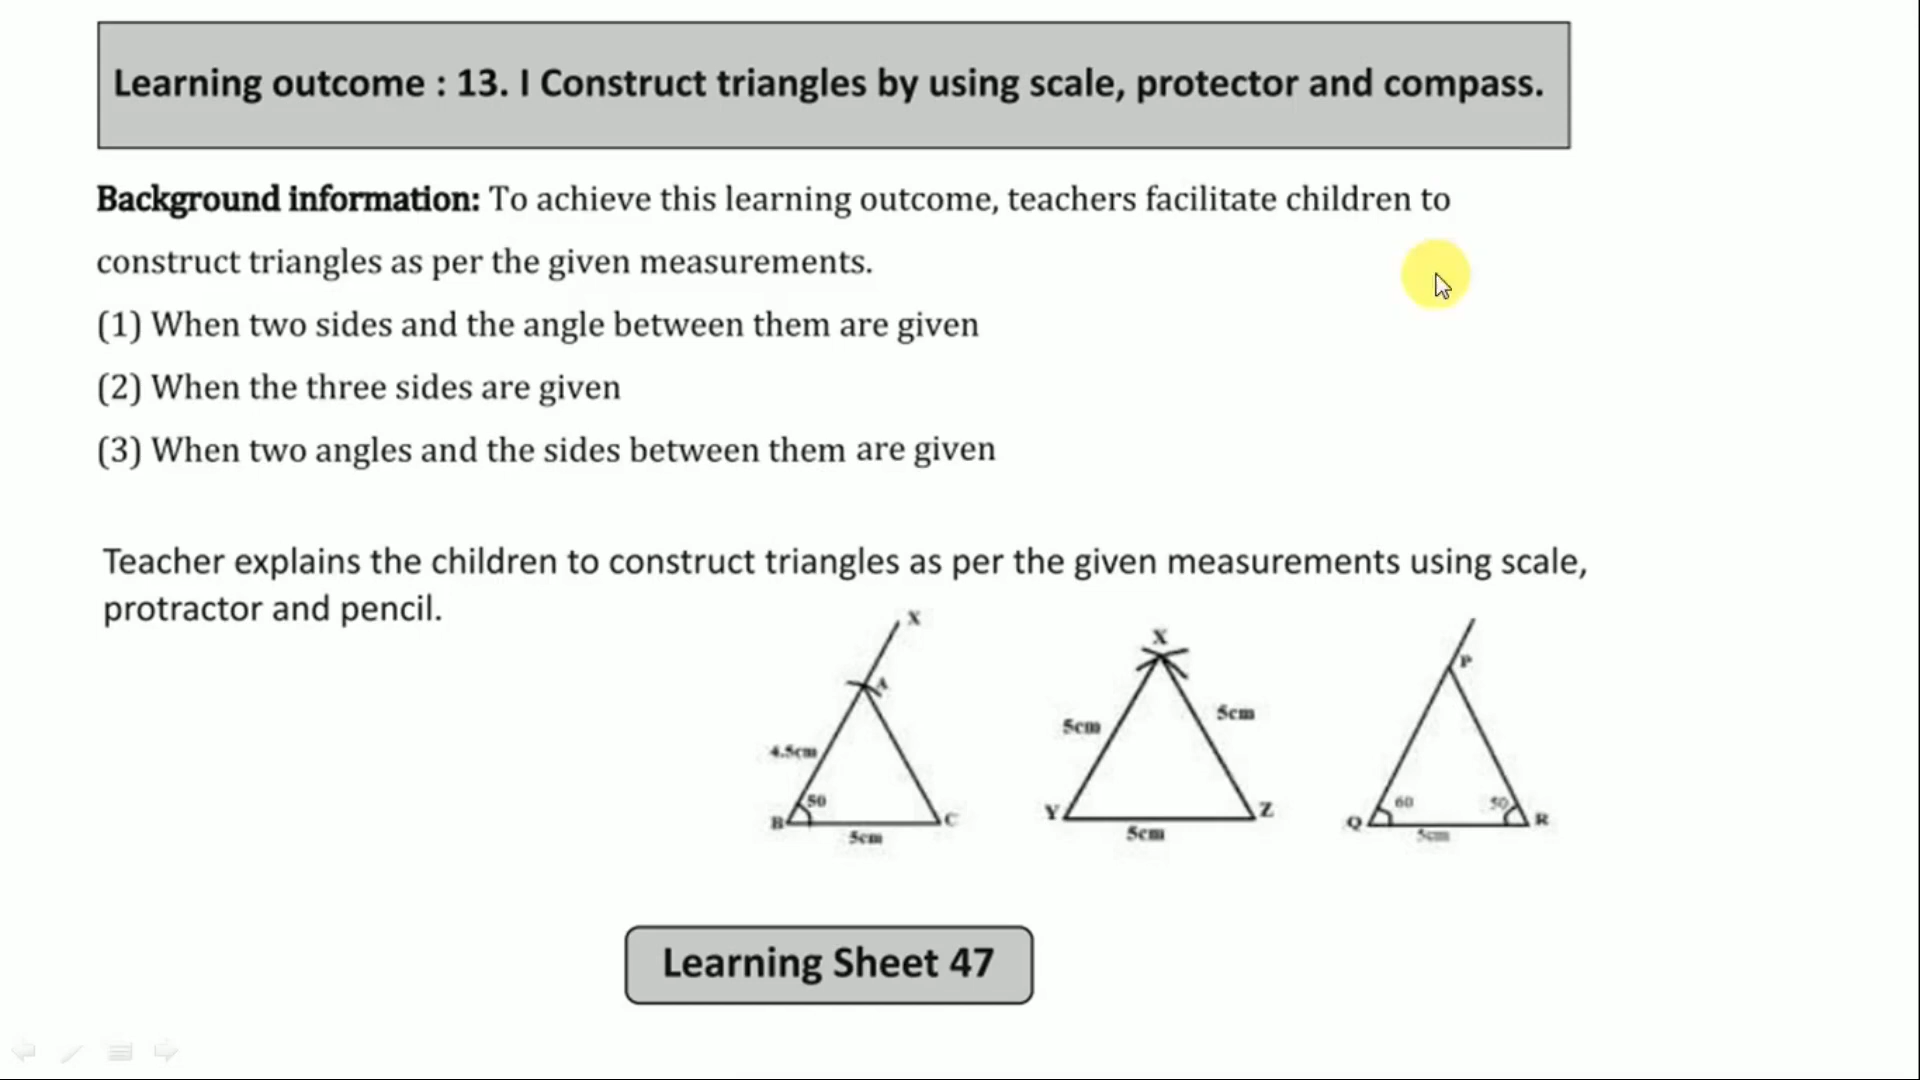 Learning outcome : 13. I Construct triangles by using scale, protector and compass.
Background information: To achieve this learning outcome, teachers facilitate children to
construct triangles as per the given measurements.
(1) When two sides and the angle between them are given
(2) When the three sides are given
(3) When two angles and the sides between them are given
Teacher explains the children to construct triangles as per the given measurements using scale,
protractor and pencil.
X
A
4.5cm
50
B
C
5cm
X
5cm
5cm
Y
Z
5cm
P
60
50
Q
R
5cm
Learning Sheet 47